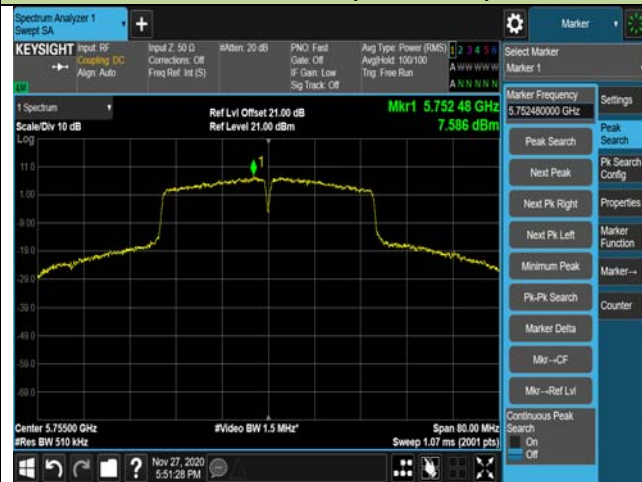 Spectrum Analyzer 1
Swept SA
Marker
KEYSIGHT
Input: RF
Coupling: DC
Align: Auto
Input Z: 50 Ω
Corrections: Off
Freq Ref: Int (S)
#Atten: 20 dB
PNO: Fast
Gate: Off
IF Gain: Low
Sig Track: Off
Avg Type: Power (RMS)
Avg|Hold: 100/100
Trig: Free Run
1 2 3 4 5 6
A W W W W W
A N N N N N
Select Marker
Marker 1
LV
1 Spectrum
Scale/Div 10 dB
Log
Ref Lvl Offset 21.00 dB
Ref Level 21.00 dBm
Mkr1 5.752 48 GHz
7.586 dBm
1
11.0
1.00
-9.00
-19.0
-29.0
-39.0
-49.0
-59.0
-69.0
Center 5.75500 GHz
#Res BW 510 kHz
#Video BW 1.5 MHz*
Span 80.00 MHz
Sweep 1.07 ms (2001 pts)
Marker Frequency
5.752480000 GHz
Peak Search
Next Peak
Next Pk Right
Next Pk Left
Minimum Peak
Pk-Pk Search
Marker Delta
Mkr→CF
Mkr→Ref Lvl
Continuous Peak
Search
On
Off
Settings
Peak
Search
Pk Search
Config
Properties
Marker
Function
Marker→
Counter
Nov 27, 2020
5:51:28 PM